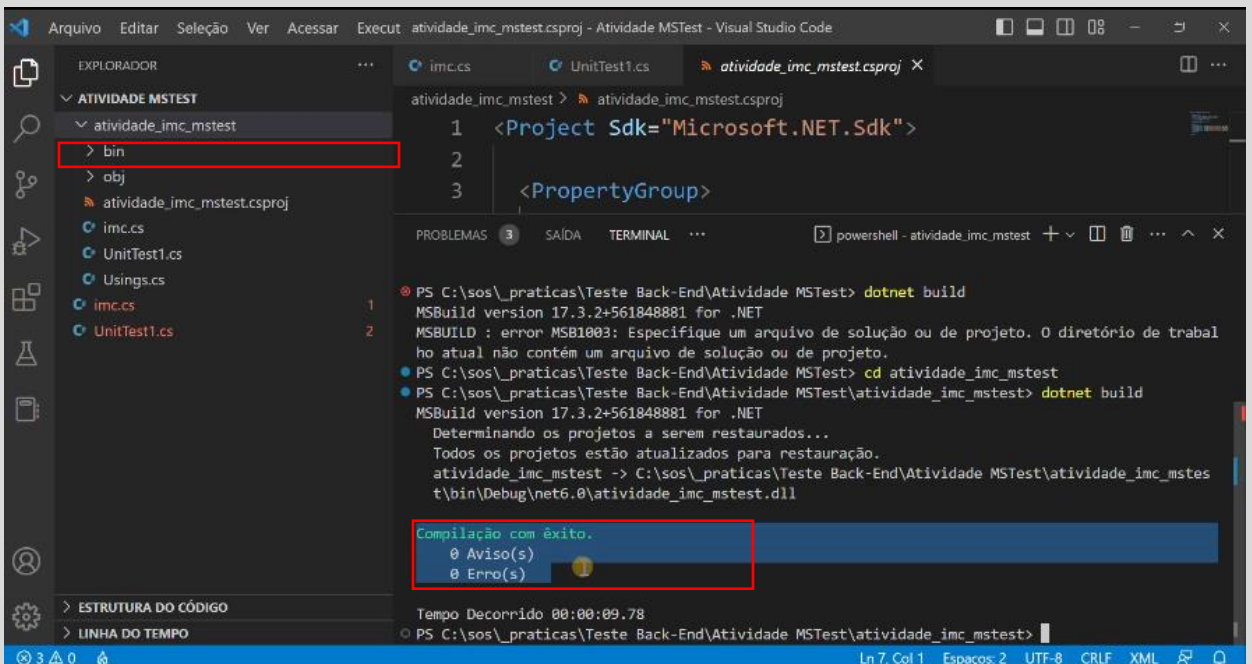 Arquivo Editar Seleção Ver Acessar Execut atividade_imc_mstest.csproj - Atividade MSTest - Visual Studio Code
EXPLORADOR
ATIVIDADE MSTEST
atividade_imc_mstest
bin
obj
atividade_imc_mstest.csproj
imc.cs
UnitTest1.cs
Usings.cs
imc.cs 1
UnitTest1.cs 2
ESTRUTURA DO CÓDIGO
LINHA DO TEMPO
imc.cs UnitTest1.cs atividade_imc_mstest.csproj
atividade_imc_mstest > atividade_imc_mstest.csproj
1 <Project Sdk="Microsoft.NET.Sdk">
2
3 <PropertyGroup>
PROBLEMAS 3 SAÍDA TERMINAL ··· powershell - atividade_imc_mstest
PS C:\sos\_praticas\Teste Back-End\Atividade MSTest> dotnet build
MSBuild version 17.3.2+561848881 for .NET
MSBUILD : error MSB1003: Especifique um arquivo de solução ou de projeto. O diretório de trabal
ho atual não contém um arquivo de solução ou de projeto.
PS C:\sos\_praticas\Teste Back-End\Atividade MSTest> cd atividade_imc_mstest
PS C:\sos\_praticas\Teste Back-End\Atividade MSTest\atividade_imc_mstest> dotnet build
MSBuild version 17.3.2+561848881 for .NET
Determinando os projetos a serem restaurados...
Todos os projetos estão atualizados para restauração.
atividade_imc_mstest -> C:\sos\_praticas\Teste Back-End\Atividade MSTest\atividade_imc_mstes
t\bin\Debug\net6.0\atividade_imc_mstest.dll
Compilação com êxito.
0 Aviso(s)
0 Erro(s)
Tempo Decorrido 00:00:09.78
PS C:\sos\_praticas\Teste Back-End\Atividade MSTest\atividade_imc_mstest>
3 0 Ln 7, Col 1 Espaços: 2 UTF-8 CRLF XML